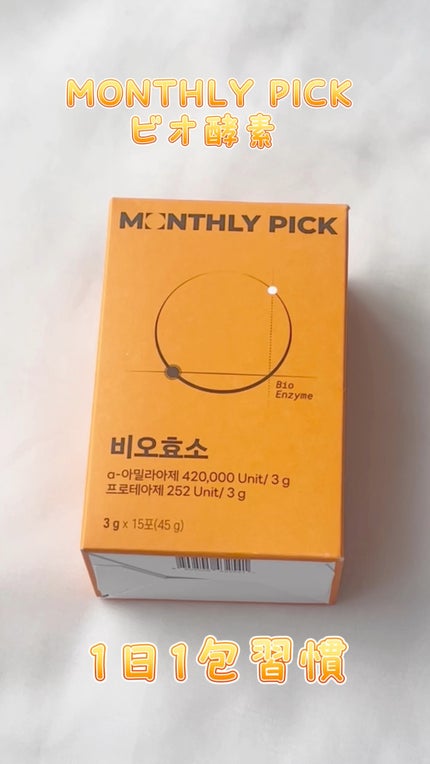 MONTHLY PICK
ビオ酵素
MONTHLY PICK
Bio
Enzyme
비오효소
α-아밀라아제 420,000 Unit/ 3 g
프로테아제 252 Unit/ 3 g
3 g x 15포(45 g)
1日1包習慣